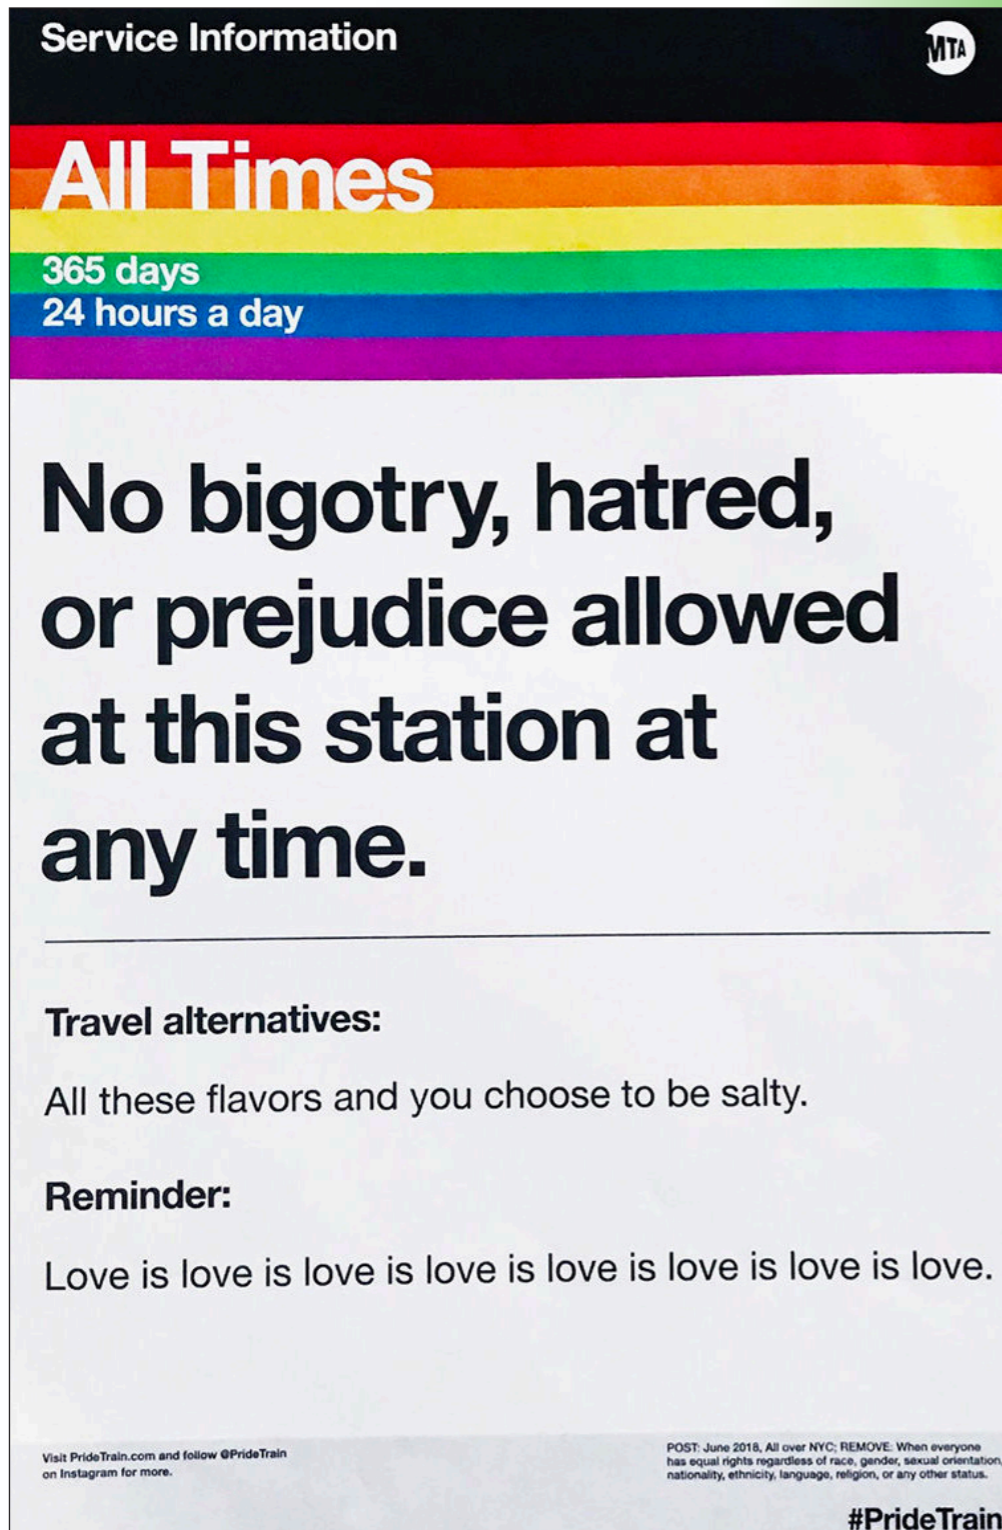 Service Information
MTA
All Times
365 days
24 hours a day
No bigotry, hatred,
or prejudice allowed
at this station at
any time.
Travel alternatives:
All these flavors and you choose to be salty.
Reminder:
Love is love is love is love is love is love is love is love.
Visit PrideTrain.com and follow @PrideTrain
on Instagram for more.
POST: June 2018, All over NYC; REMOVE: When everyone
has equal rights regardless of race, gender, sexual orientation,
nationality, ethnicity, language, religion, or any other status.
#PrideTrain